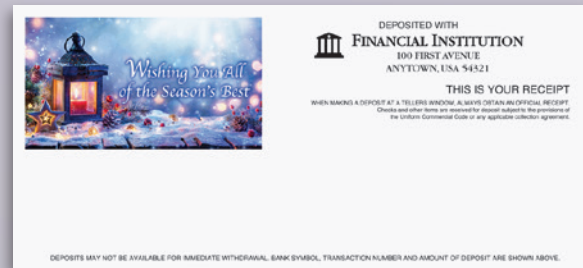 Wishing You All
of the Season's Best
DEPOSITED WITH
FINANCIAL INSTITUTION
100 FIRST AVENUE
ANYTOWN, USA 54321
THIS IS YOUR RECEIPT
WHEN MAKING A DEPOSIT AT A TELLERS WINDOW, ALWAYS OBTAIN AN OFFICIAL RECEIPT.
Checks and other items are received for deposit subject to the provisions of
the Uniform Commercial Code or any applicable collection agreement.
DEPOSITS MAY NOT BE AVAILABLE FOR IMMEDIATE WITHDRAWAL. BANK SYMBOL, TRANSACTION NUMBER AND AMOUNT OF DEPOSIT ARE SHOWN ABOVE.